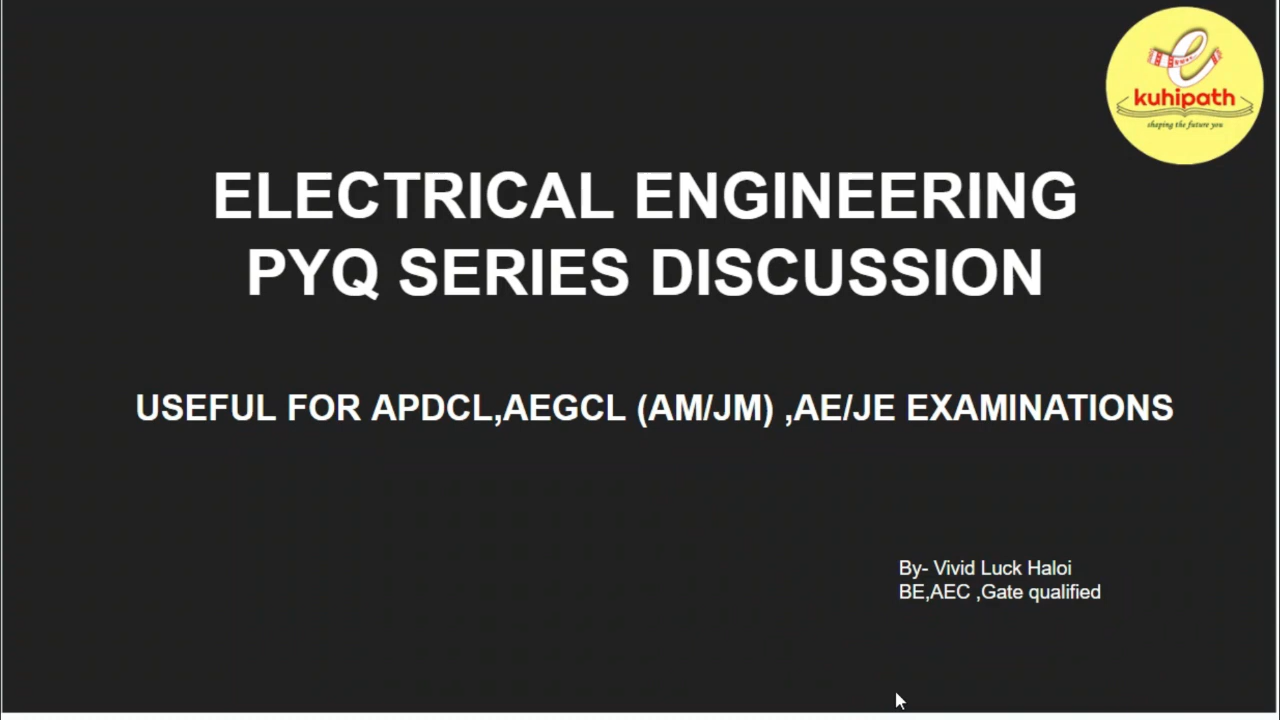 kuhipath
shaping the future you
ELECTRICAL ENGINEERING
PYQ SERIES DISCUSSION
USEFUL FOR APDCL,AEGCL (AM/JM) ,AE/JE EXAMINATIONS
By- Vivid Luck Haloi
BE,AEC ,Gate qualified